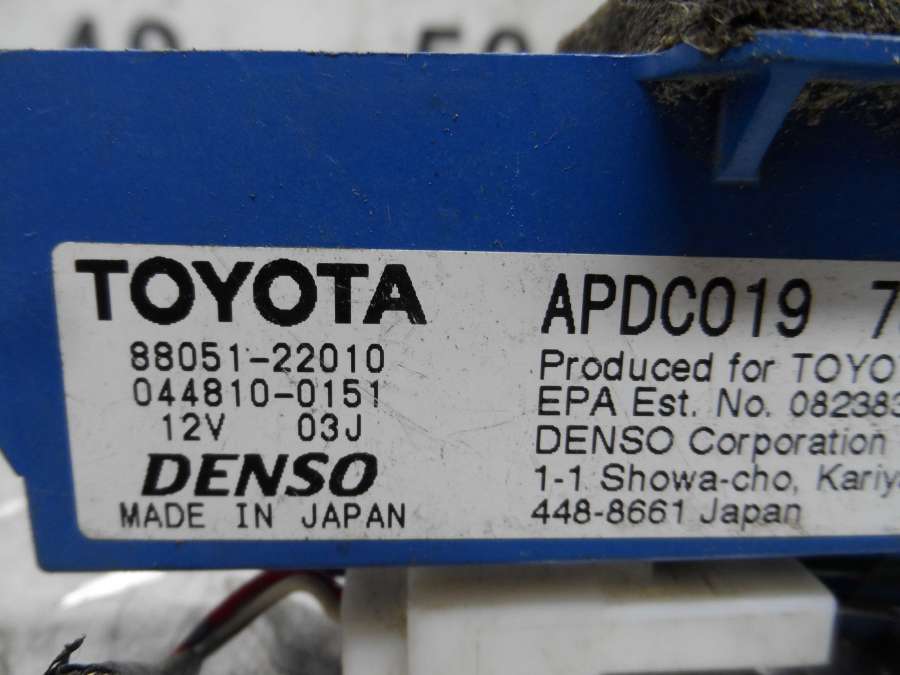 TOYOTA
88051-22010
044810-0151
12V 03J
DENSO
MADE IN JAPAN
APDC019
Produced for
EPA Est. No.
DENSO Corporation
1-1 Showa-cho,
448-8661 Japan